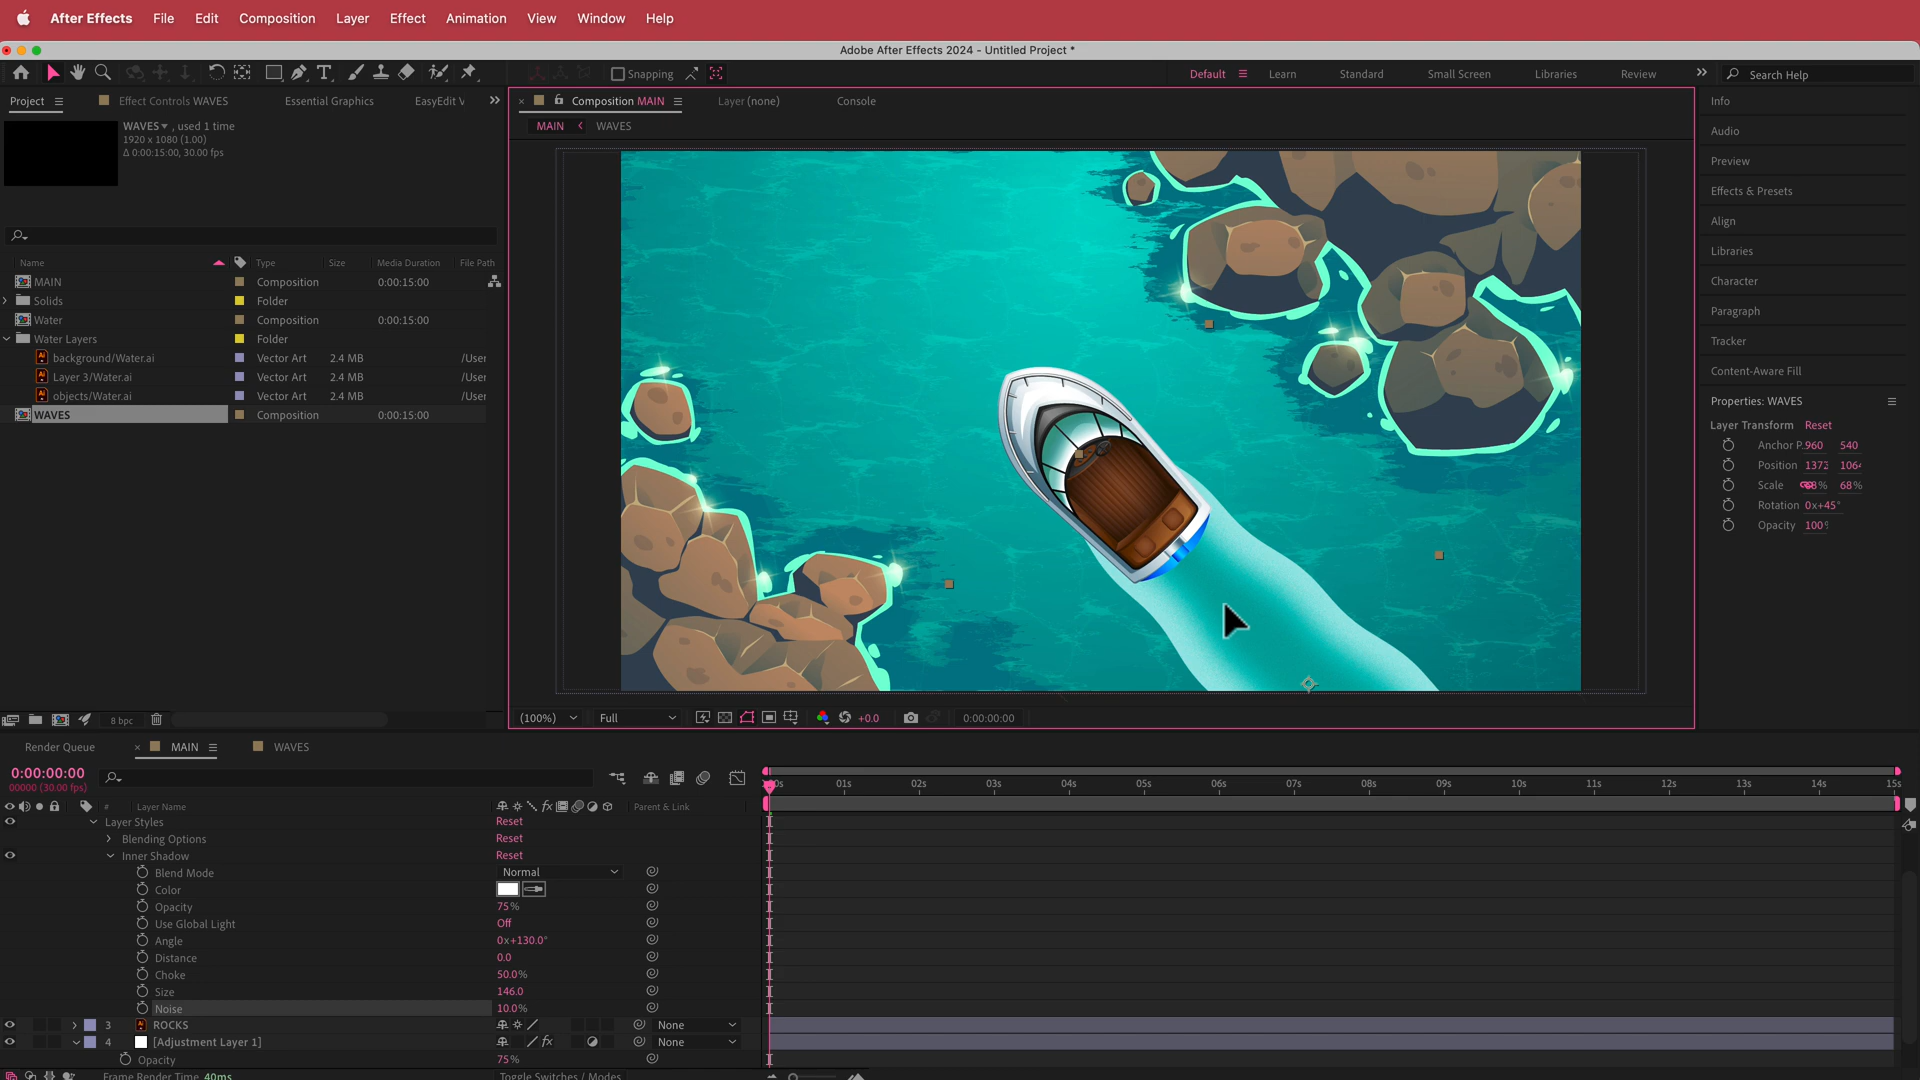 After Effects File Edit Composition Layer Effect Animation View Window Help
Adobe After Effects 2024 - Untitled Project *
Snapping Default Learn Standard Small Screen Libraries Review Search Help
Project Effect Controls WAVES Essential Graphics EasyEdit V
Composition MAIN Layer (none) Console
MAIN WAVES
WAVES , used 1 time
1920 x 1080 (1.00)
Δ 0:00:15:00, 30.00 fps
Name Type Size Media Duration File Path
MAIN Composition 0:00:15:00
Solids Folder
Water Composition 0:00:15:00
Water Layers Folder
background/Water.ai Vector Art 2.4 MB /User
Layer 3/Water.ai Vector Art 2.4 MB /User
objects/Water.ai Vector Art 2.4 MB /User
WAVES Composition 0:00:15:00
8 bpc
(100%) Full +0.0 0:00:00:00
Info
Audio
Preview
Effects & Presets
Align
Libraries
Character
Paragraph
Tracker
Content-Aware Fill
Properties: WAVES
Layer Transform Reset
Anchor P. 960 540
Position 1373 106
Scale 68% 68%
Rotation 0x+45°
Opacity 100
Render Queue MAIN WAVES
0:00:00:00
00000 (30.00 fps)
# Layer Name Parent & Link
01s 02s 03s 04s 05s 06s 07s 08s 09s 10s 11s 12s 13s 14s 15s
Layer Styles Reset
Blending Options Reset
Inner Shadow Reset
Blend Mode Normal
Color
Opacity 75%
Use Global Light Off
Angle 0x+130.0°
Distance 0.0
Choke 50.0%
Size 146.0
Noise 10.0%
3 ROCKS None
4 [Adjustment Layer 1] fx None
Opacity 75%
Frame Render Time 40ms Toggle Switches / Modes